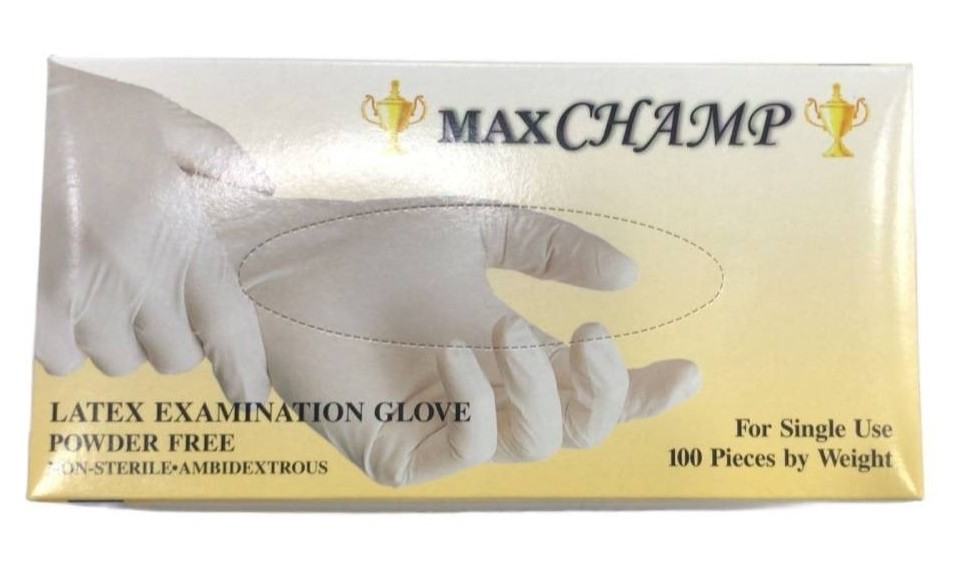 MAXCHAMP
LATEX EXAMINATION GLOVE
POWDER FREE
NON-STERILE•AMBIDEXTROUS
For Single Use
100 Pieces by Weight